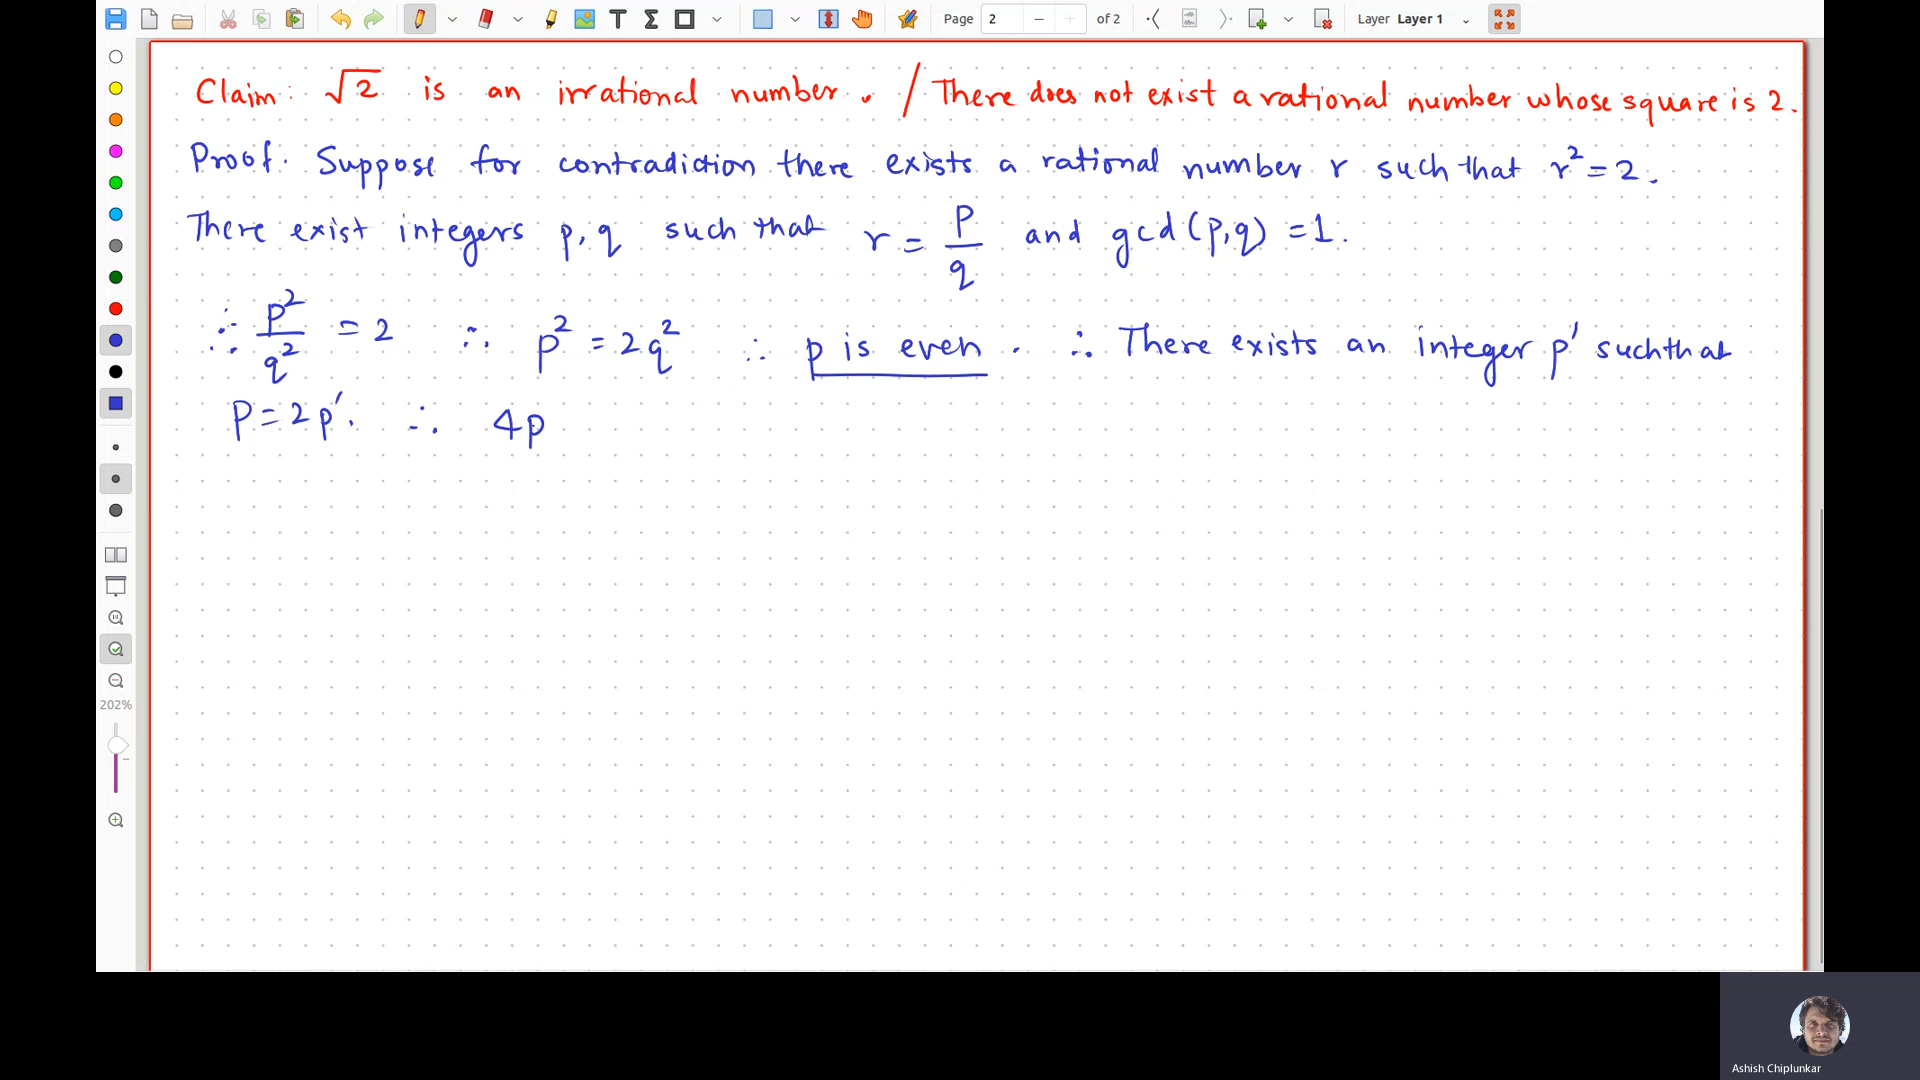 Page 2 of 2 Layer Layer 1
Claim: √2 is an irrational number. / There does not exist a rational number whose square is 2.
Proof. Suppose for contradiction there exists a rational number r such that r² = 2.
There exist integers p, q such that r = p/q and gcd(p,q) = 1.
∴ p²/q² = 2 ∴ p² = 2q² ∴ p is even. ∴ There exists an integer p' such that
p = 2p'. ∴ 4p
202%
Ashish Chiplunkar